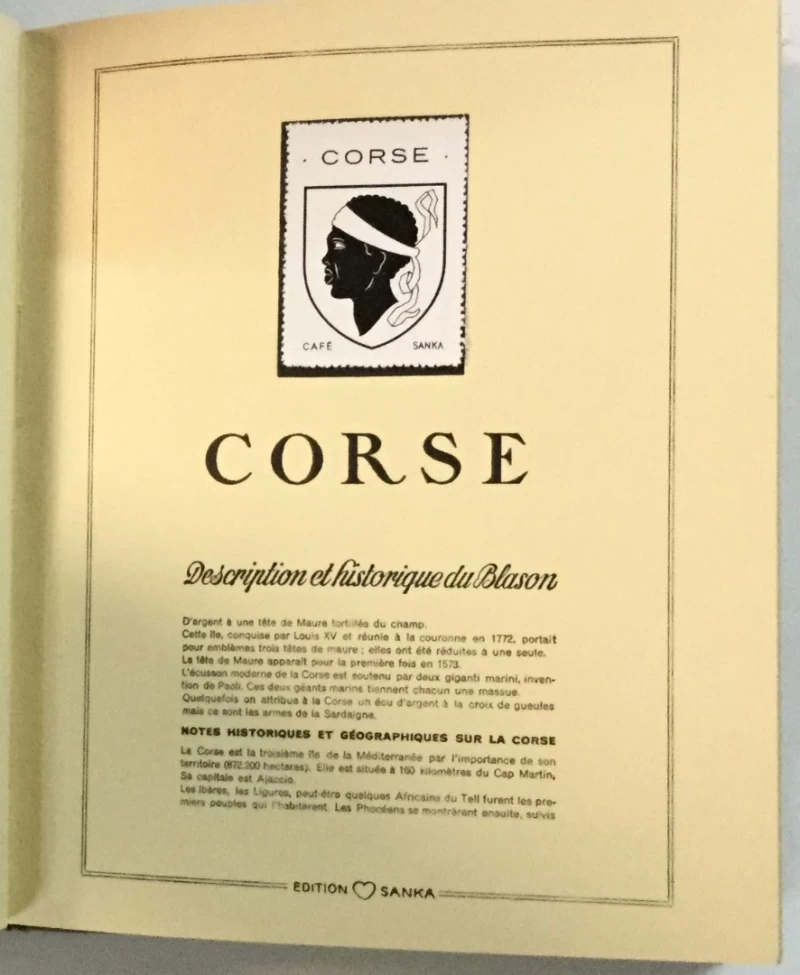 · CORSE ·
CAFÉ SANKA
CORSE
Description et historique du Blason
D'argent à une tête de Maure tortillée du champ.
Cette île, conquise par Louis XV et réunie à la couronne en 1772, portait
pour emblèmes trois têtes de maure ; elles ont été réduites à une seule.
La tête de Maure apparaît pour la première fois en 1573.
L'écusson moderne de la Corse est soutenu par deux giganti marini, inven-
tion de Paoli. Ces deux géants marins tiennent chacun une massue.
Quelquefois on attribue à la Corse un écu d'argent à la croix de gueules
mais ce sont les armes de la Sardaigne.
NOTES HISTORIQUES ET GÉOGRAPHIQUES SUR LA CORSE
La Corse est la troisième île de la Méditerranée par l'importance de son
territoire (872.200 hectares). Elle est située à 160 kilomètres du Cap Martin,
Sa capitale est Ajaccio.
Les Ibères, les Ligures, peut-être quelques Africains du Tell furent les pre-
miers peuples qui l'habitèrent. Les Phocéens se montrèrent ensuite, suivis
EDITION SANKA